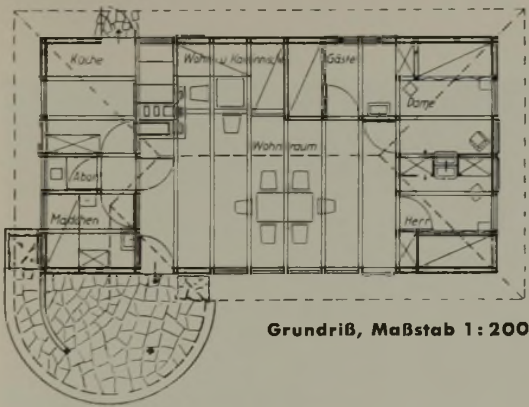 Küche
Wohn- u. Kaminnische
Gäste
Dame
Wohnraum
Abort
Mädchen
Herr
Grundriß, Maßstab 1:200